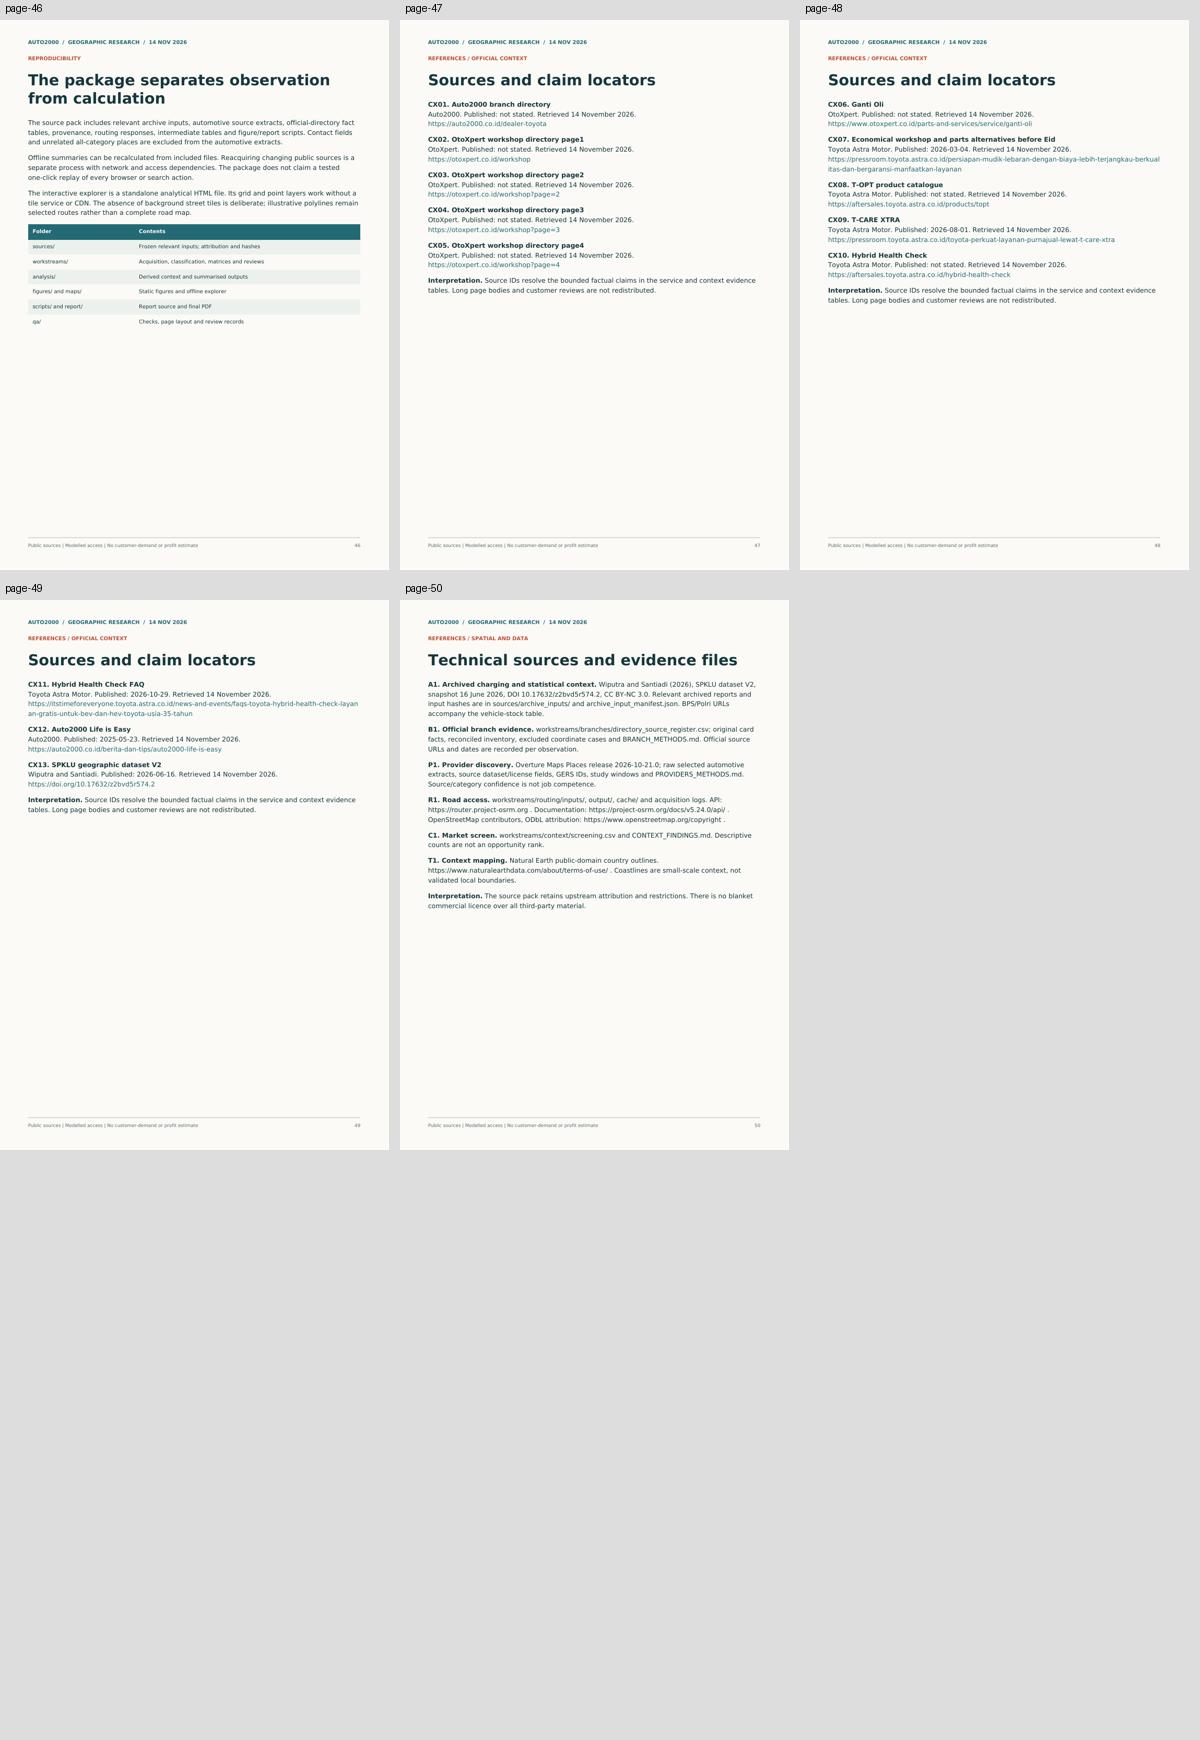 page-46
AUTO2000 / GEOGRAPHIC RESEARCH / 14 NOV 2026
REPRODUCIBILITY
The package separates observation
from calculation
The source pack includes relevant archive inputs, automotive source extracts, official-directory fact
tables, provenance, routing responses, intermediate tables and figure/report scripts. Contact fields
and unrelated all-category places are excluded from the automotive extracts.
Offline summaries can be recalculated from included files. Reacquiring changing public sources is a
separate process with network and access dependencies. The package does not claim a tested
one-click replay of every browser or search action.
The interactive explorer is a standalone analytical HTML file. Its grid and point layers work without a
tile service or CDN. The absence of background street tiles is deliberate; illustrative polylines remain
selected routes rather than a complete road map.
Folder Contents
sources/ Frozen relevant inputs; attribution and hashes
workstreams/ Acquisition, classification, matrices and reviews
analysis/ Derived context and summarised outputs
figures/ and maps/ Static figures and offline explorer
scripts/ and report/ Report source and final PDF
qa/ Checks, page layout and review records
Public sources | Modelled access | No customer-demand or profit estimate 46
page-47
AUTO2000 / GEOGRAPHIC RESEARCH / 14 NOV 2026
REFERENCES / OFFICIAL CONTEXT
Sources and claim locators
CX01. Auto2000 branch directory
Auto2000. Published: not stated. Retrieved 14 November 2026.
https://auto2000.co.id/dealer-toyota
CX02. OtoXpert workshop directory page1
OtoXpert. Published: not stated. Retrieved 14 November 2026.
https://otoxpert.co.id/workshop
CX03. OtoXpert workshop directory page2
OtoXpert. Published: not stated. Retrieved 14 November 2026.
https://otoxpert.co.id/workshop?page=2
CX04. OtoXpert workshop directory page3
OtoXpert. Published: not stated. Retrieved 14 November 2026.
https://otoxpert.co.id/workshop?page=3
CX05. OtoXpert workshop directory page4
OtoXpert. Published: not stated. Retrieved 14 November 2026.
https://otoxpert.co.id/workshop?page=4
Interpretation. Source IDs resolve the bounded factual claims in the service and context evidence
tables. Long page bodies and customer reviews are not redistributed.
Public sources | Modelled access | No customer-demand or profit estimate 47
page-48
AUTO2000 / GEOGRAPHIC RESEARCH / 14 NOV 2026
REFERENCES / OFFICIAL CONTEXT
Sources and claim locators
CX06. Ganti Oli
OtoXpert. Published: not stated. Retrieved 14 November 2026.
https://www.otoxpert.co.id/parts-and-services/service/ganti-oli
CX07. Economical workshop and parts alternatives before Eid
Toyota Astra Motor. Published: 2026-03-04. Retrieved 14 November 2026.
https://pressroom.toyota.astra.co.id/persiapan-mudik-lebaran-dengan-biaya-lebih-terjangkau-berkual
itas-dan-bergaransi-manfaatkan-layanan
CX08. T-OPT product catalogue
Toyota Astra Motor. Published: not stated. Retrieved 14 November 2026.
https://aftersales.toyota.astra.co.id/products/topt
CX09. T-CARE XTRA
Toyota Astra Motor. Published: 2026-08-01. Retrieved 14 November 2026.
https://pressroom.toyota.astra.co.id/toyota-perkuat-layanan-purnajual-lewat-t-care-xtra
CX10. Hybrid Health Check
Toyota Astra Motor. Published: not stated. Retrieved 14 November 2026.
https://aftersales.toyota.astra.co.id/hybrid-health-check
Interpretation. Source IDs resolve the bounded factual claims in the service and context evidence
tables. Long page bodies and customer reviews are not redistributed.
Public sources | Modelled access | No customer-demand or profit estimate 48
page-49
AUTO2000 / GEOGRAPHIC RESEARCH / 14 NOV 2026
REFERENCES / OFFICIAL CONTEXT
Sources and claim locators
CX11. Hybrid Health Check FAQ
Toyota Astra Motor. Published: 2026-10-29. Retrieved 14 November 2026.
https://itstimeforeveryone.toyota.astra.co.id/news-and-events/faqs-toyota-hybrid-health-check-layan
an-gratis-untuk-bev-dan-hev-toyota-usia-35-tahun
CX12. Auto2000 Life is Easy
Auto2000. Published: 2025-05-23. Retrieved 14 November 2026.
https://auto2000.co.id/berita-dan-tips/auto2000-life-is-easy
CX13. SPKLU geographic dataset V2
Wiputra and Santiadi. Published: 2026-06-16. Retrieved 14 November 2026.
https://doi.org/10.17632/z2bvd5r574.2
Interpretation. Source IDs resolve the bounded factual claims in the service and context evidence
tables. Long page bodies and customer reviews are not redistributed.
Public sources | Modelled access | No customer-demand or profit estimate 49
page-50
AUTO2000 / GEOGRAPHIC RESEARCH / 14 NOV 2026
REFERENCES / SPATIAL AND DATA
Technical sources and evidence files
A1. Archived charging and statistical context. Wiputra and Santiadi (2026), SPKLU dataset V2,
snapshot 16 June 2026, DOI 10.17632/z2bvd5r574.2, CC BY-NC 3.0. Relevant archived reports and
input hashes are in sources/archive_inputs/ and archive_input_manifest.json. BPS/Polri URLs
accompany the vehicle-stock table.
B1. Official branch evidence. workstreams/branches/directory_source_register.csv; original card
facts, reconciled inventory, excluded coordinate cases and BRANCH_METHODS.md. Official source
URLs and dates are recorded per observation.
P1. Provider discovery. Overture Maps Places release 2026-10-21.0; raw selected automotive
extracts, source dataset/license fields, GERS IDs, study windows and PROVIDERS_METHODS.md.
Source/category confidence is not job competence.
R1. Road access. workstreams/routing/inputs/, output/, cache/ and acquisition logs. API:
https://router.project-osrm.org . Documentation: https://project-osrm.org/docs/v5.24.0/api/ .
OpenStreetMap contributors, ODbL attribution: https://www.openstreetmap.org/copyright .
C1. Market screen. workstreams/context/screening.csv and CONTEXT_FINDINGS.md. Descriptive
counts are not an opportunity rank.
T1. Context mapping. Natural Earth public-domain country outlines.
https://www.naturalearthdata.com/about/terms-of-use/ . Coastlines are small-scale context, not
validated local boundaries.
Interpretation. The source pack retains upstream attribution and restrictions. There is no blanket
commercial licence over all third-party material.
Public sources | Modelled access | No customer-demand or profit estimate 50